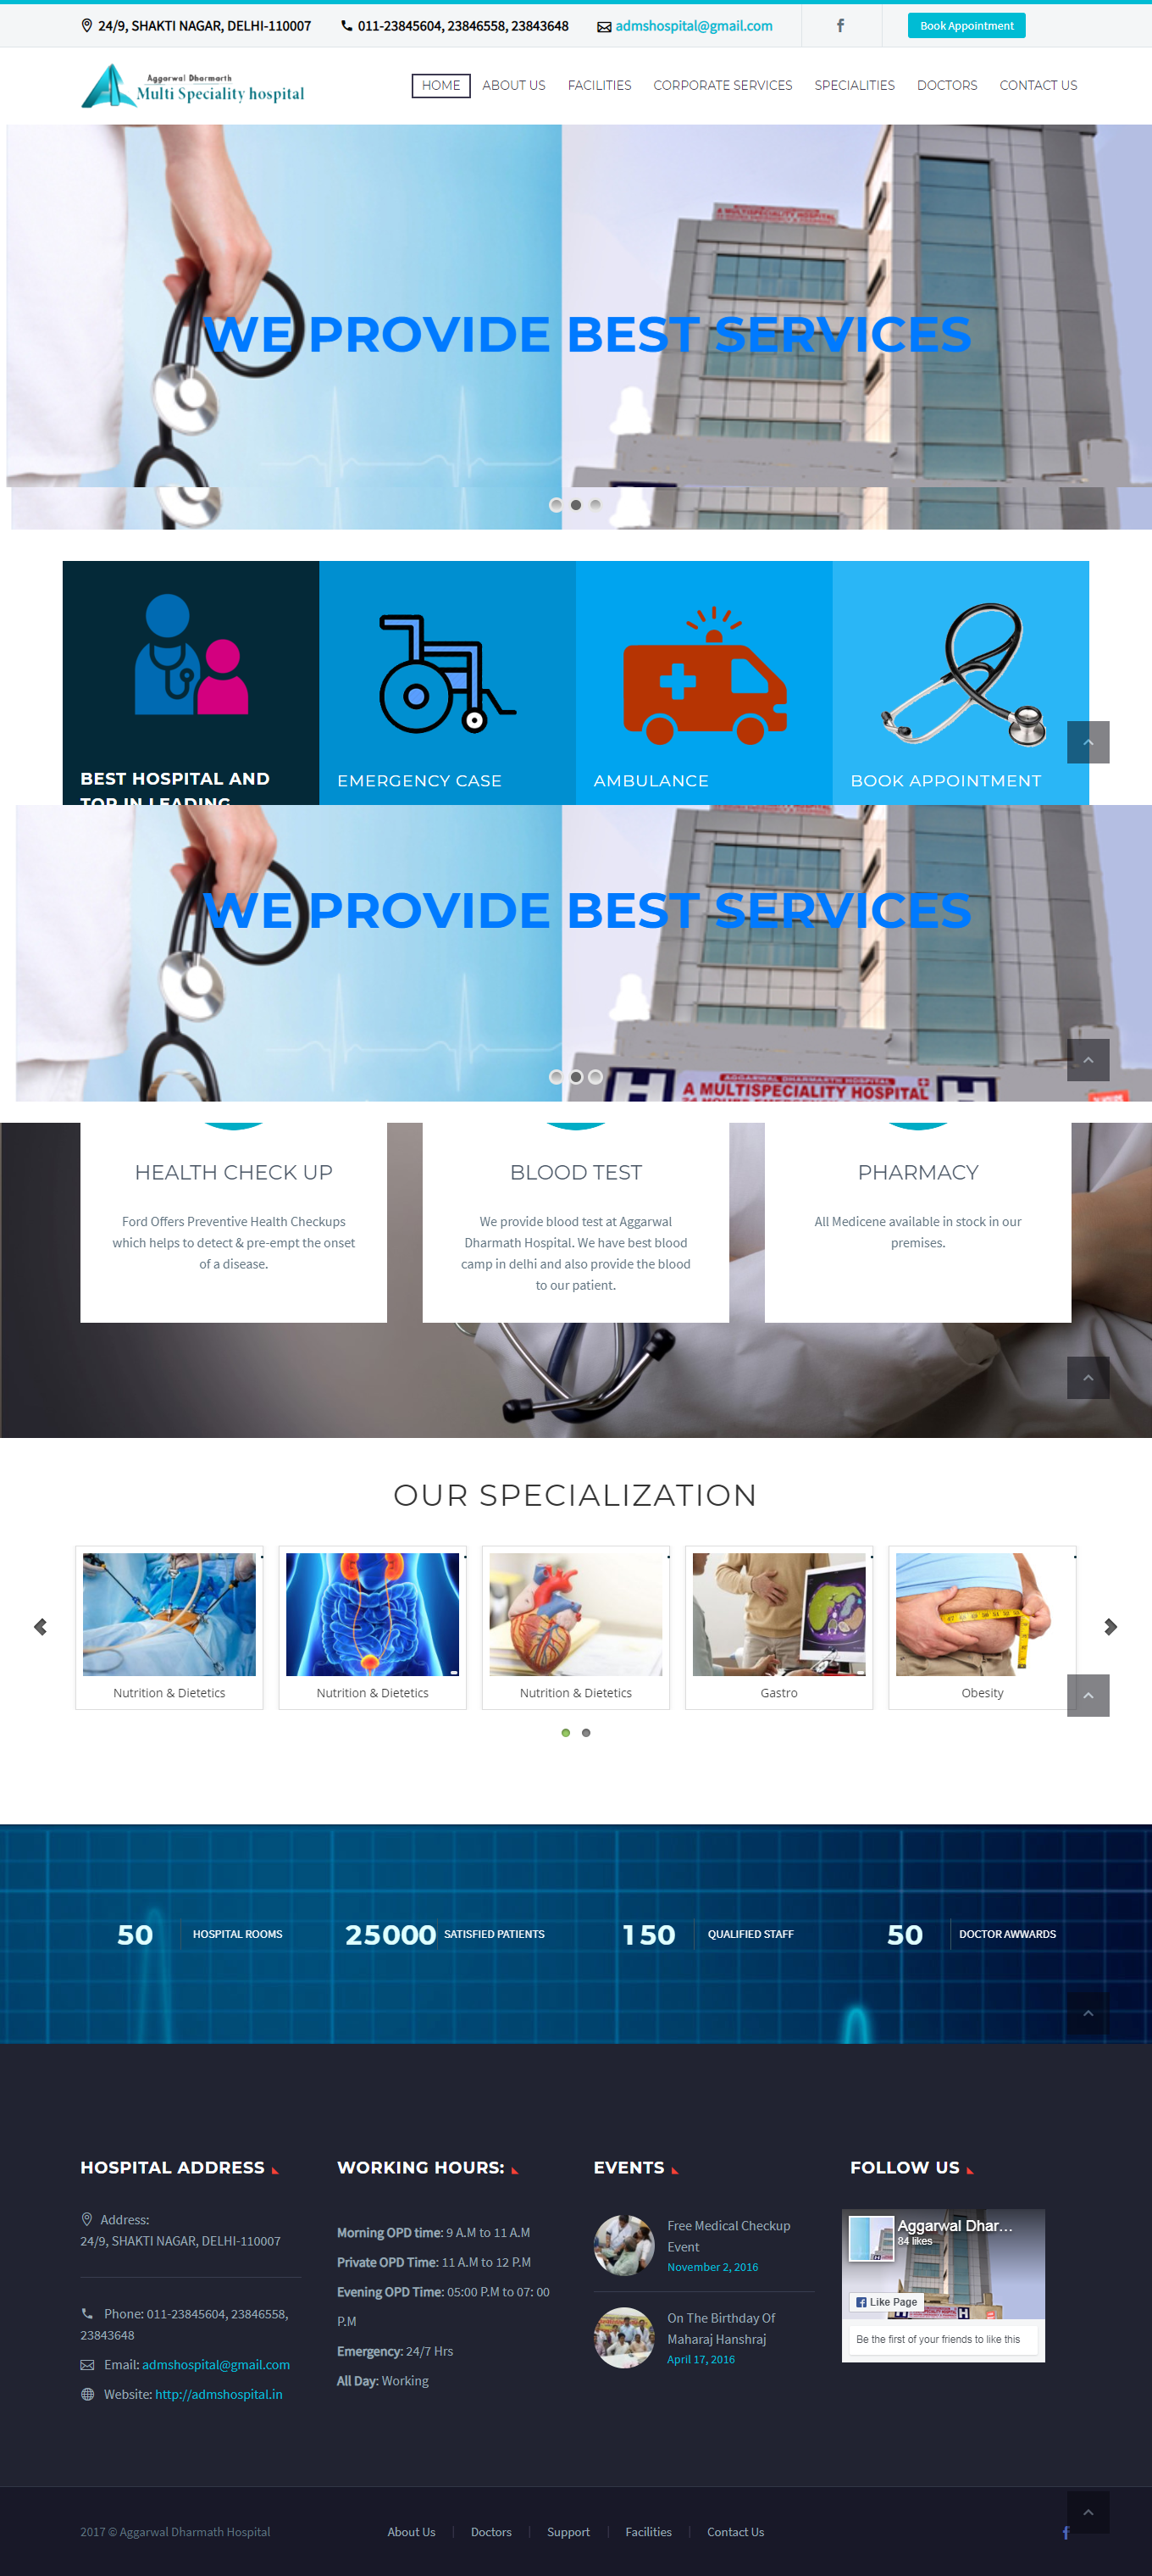 24/9, SHAKTI NAGAR, DELHI-110007
011-23845604, 23846558, 23843648
admshospital@gmail.com
Book Appointment
Aggarwal Dharmarth
Multi Speciality hospital
HOME
ABOUT US
FACILITIES
CORPORATE SERVICES
SPECIALITIES
DOCTORS
CONTACT US
A MULTISPECIALITY HOSPITAL
WE PROVIDE BEST SERVICES
BEST HOSPITAL AND
TOP IN LEADING
EMERGENCY CASE
AMBULANCE
BOOK APPOINTMENT
WE PROVIDE BEST SERVICES
AGGARWAL DHARMARTH HOSPITAL
H A MULTISPECIALITY HOSPITAL H
HEALTH CHECK UP
Ford Offers Preventive Health Checkups
which helps to detect & pre-empt the onset
of a disease.
BLOOD TEST
We provide blood test at Aggarwal
Dharmath Hospital. We have best blood
camp in delhi and also provide the blood
to our patient.
PHARMACY
All Medicene available in stock in our
premises.
OUR SPECIALIZATION
Nutrition & Dietetics
Nutrition & Dietetics
Nutrition & Dietetics
Gastro
Obesity
50 HOSPITAL ROOMS
25000 SATISFIED PATIENTS
150 QUALIFIED STAFF
50 DOCTOR AWWARDS
HOSPITAL ADDRESS
Address:
24/9, SHAKTI NAGAR, DELHI-110007
Phone: 011-23845604, 23846558,
23843648
Email: admshospital@gmail.com
Website: http://admshospital.in
WORKING HOURS:
Morning OPD time: 9 A.M to 11 A.M
Private OPD Time: 11 A.M to 12 P.M
Evening OPD Time: 05:00 P.M to 07: 00
P.M
Emergency: 24/7 Hrs
All Day: Working
EVENTS
Free Medical Checkup
Event
November 2, 2016
On The Birthday Of
Maharaj Hanshraj
April 17, 2016
FOLLOW US
Aggarwal Dhar...
84 likes
Like Page
Be the first of your friends to like this
2017 © Aggarwal Dharmath Hospital
About Us
Doctors
Support
Facilities
Contact Us